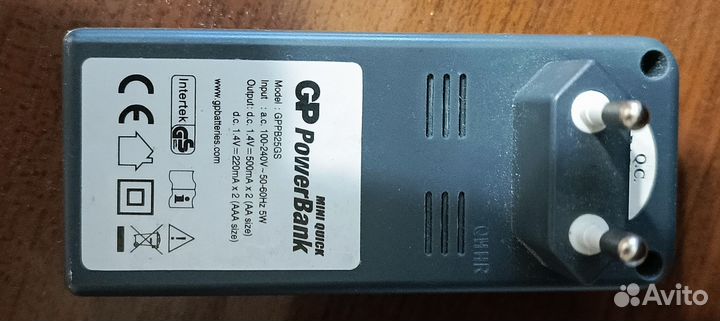 GP PowerBank
MINI QUICK
Model : GPPB25GS
Input : a.c. 100-240V ~ 50-60Hz 5W
Output: d.c. 1.4V ⎓ 500mA x 2 (AA size)
d.c. 1.4V ⎓ 220mA x 2 (AAA size)
www.gpbatteries.com
Intertek
GS
CE
i
Q.C.
Avito